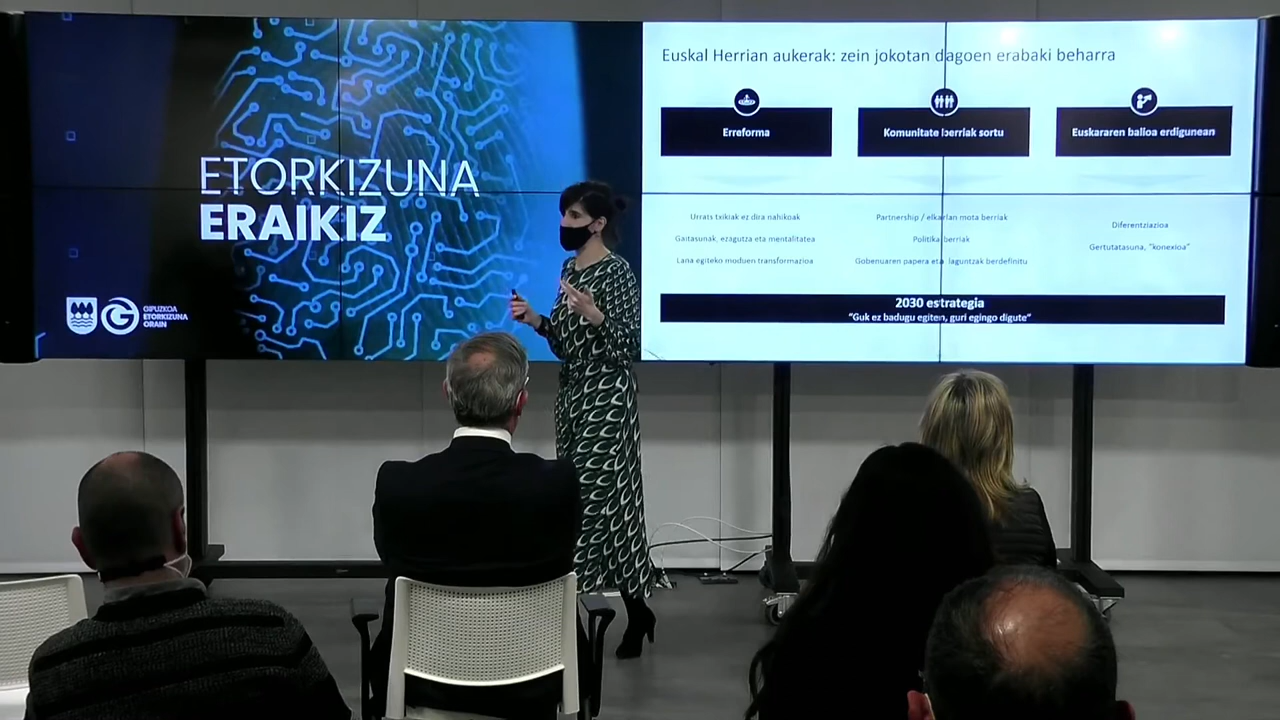 ETORKIZUNA
ERAIKIZ
GIPUZKOA
ETORKIZUNA
ORAIN
Euskal Herrian aukerak: zein jokotan dagoen erabaki beharra
Erreforma
Urrats txikiak ez dira nahikoak
Gaitasunak, ezagutza eta mentalitatea
Lana egiteko moduen transformazioa
Komunitate berriak sortu
Partnership / elkarlan mota berriak
Politika berriak
Gobenuaren papera eta laguntzak berdefinitu
Euskararen balioa erdigunean
Diferentziazioa
Gertutatasuna, "konexioa"
2030 estrategia
"Guk ez badugu egiten, guri egingo digute"